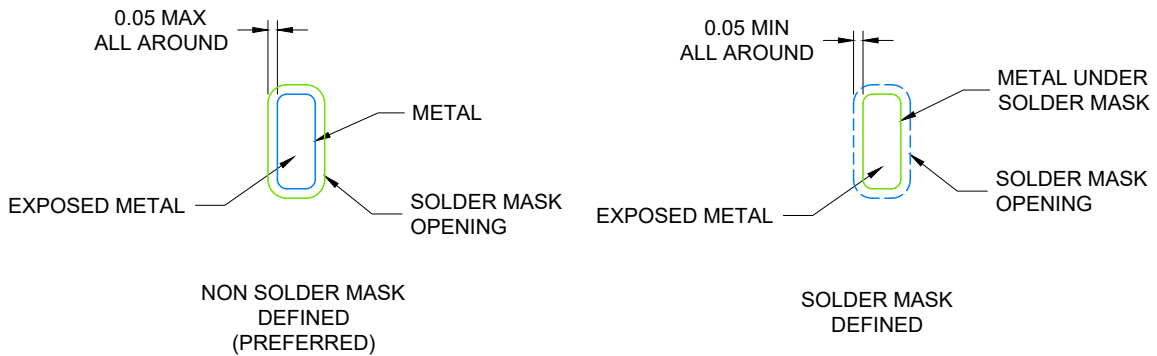 0.05 MAX
ALL AROUND
METAL
EXPOSED METAL
SOLDER MASK
OPENING
NON SOLDER MASK
DEFINED
(PREFERRED)
0.05 MIN
ALL AROUND
METAL UNDER
SOLDER MASK
SOLDER MASK
OPENING
EXPOSED METAL
SOLDER MASK
DEFINED